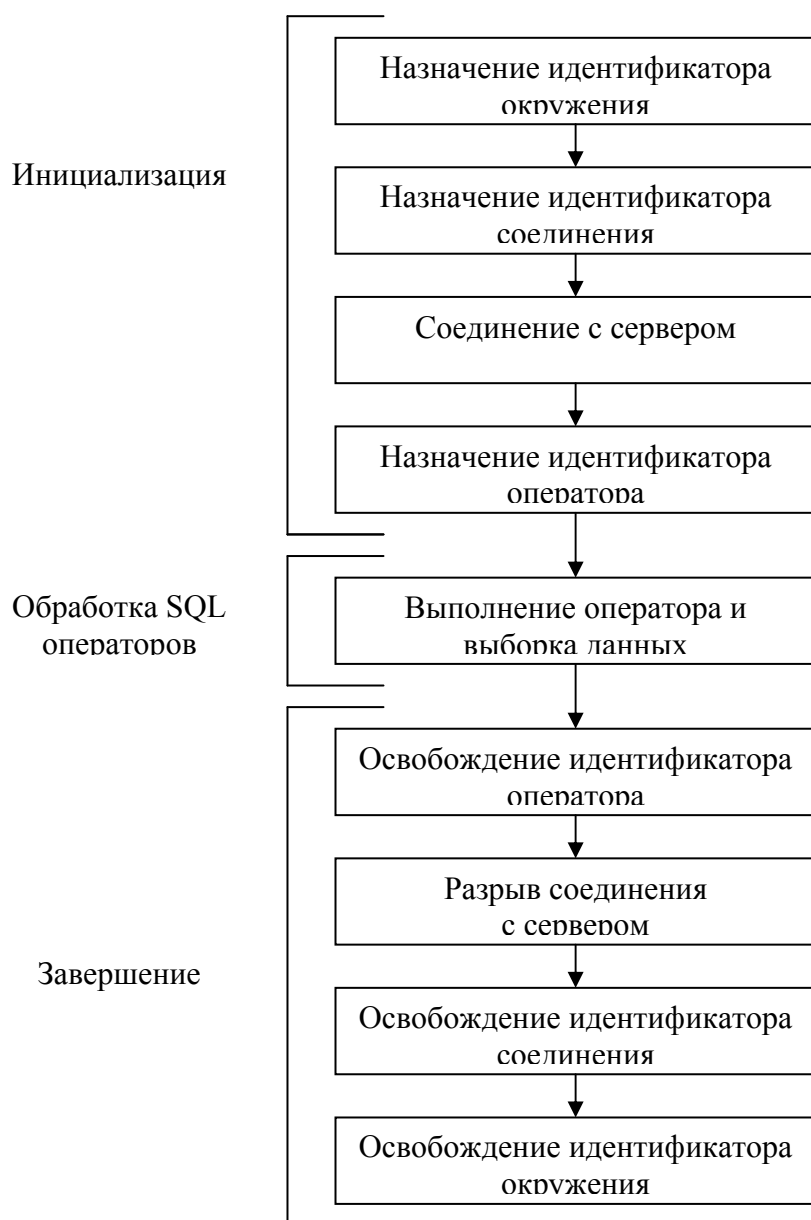 Назначение идентификатора
окружения
Инициализация
Назначение идентификатора
соединения
Соединение с сервером
Назначение идентификатора
оператора
Обработка SQL
операторов
Выполнение оператора и
выборка данных
Освобождение идентификатора
оператора
Разрыв соединения
с сервером
Завершение
Освобождение идентификатора
соединения
Освобождение идентификатора
окружения